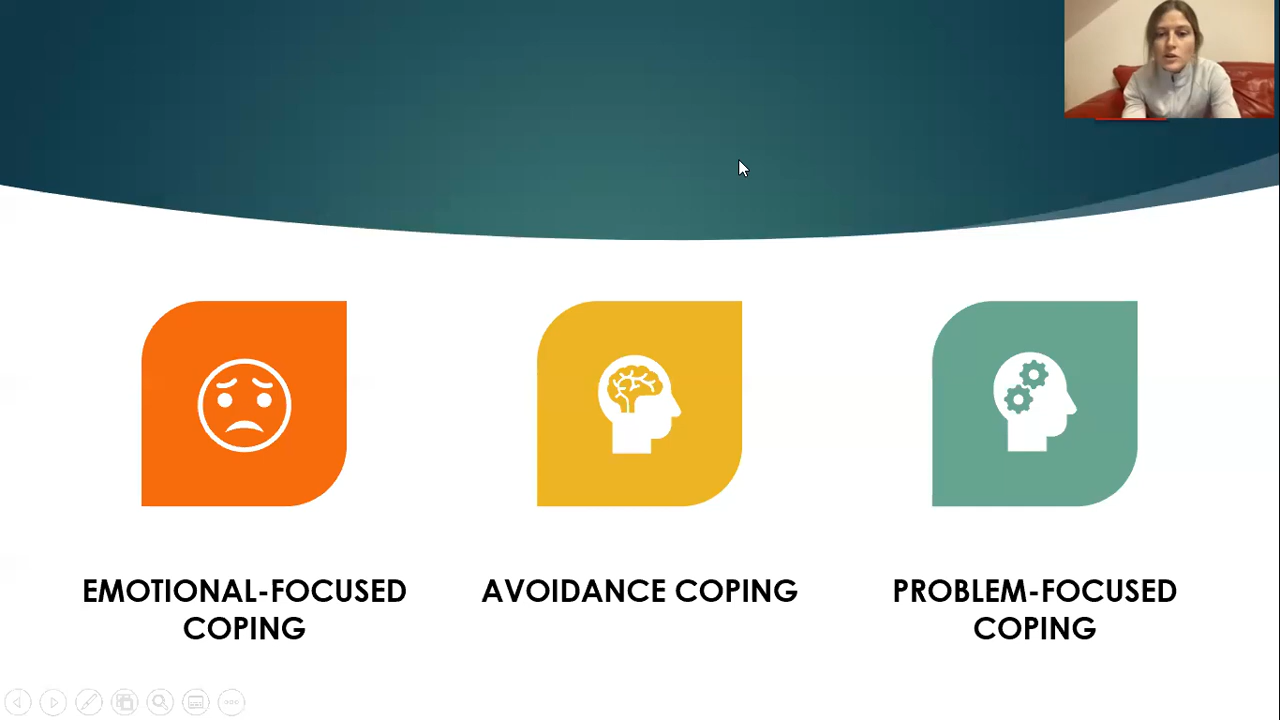 EMOTIONAL-FOCUSED
COPING
AVOIDANCE COPING
PROBLEM-FOCUSED
COPING